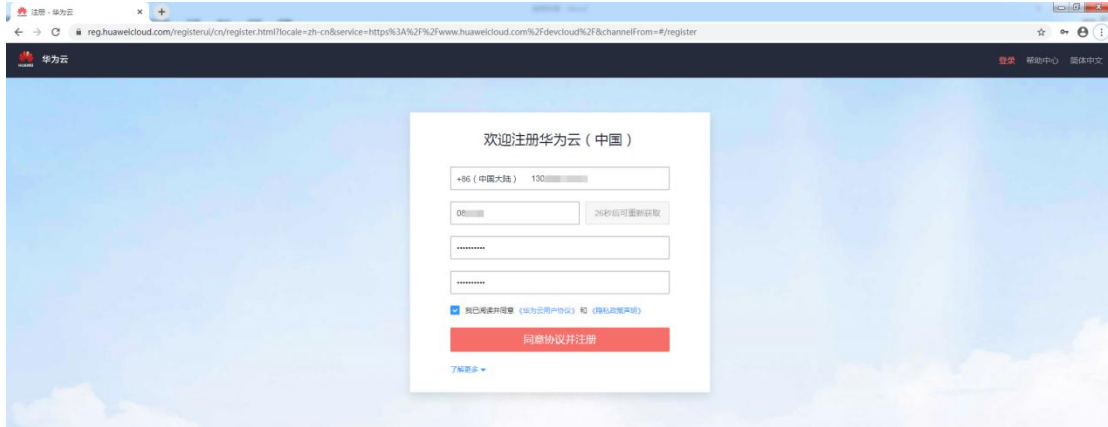 注册 - 华为云
reg.huaweicloud.com/registerui/cn/register.html?locale=zh-cn&service=https%3A%2F%2Fwww.huaweicloud.com%2Fdevcloud%2F&channelFrom=#/register
HUAWEI 华为云 登录 帮助中心 简体中文
欢迎注册华为云（中国）
+86（中国大陆） 130
08 26秒后可重新获取
我已阅读并同意 《华为云用户协议》 和 《隐私政策声明》
同意协议并注册
了解更多